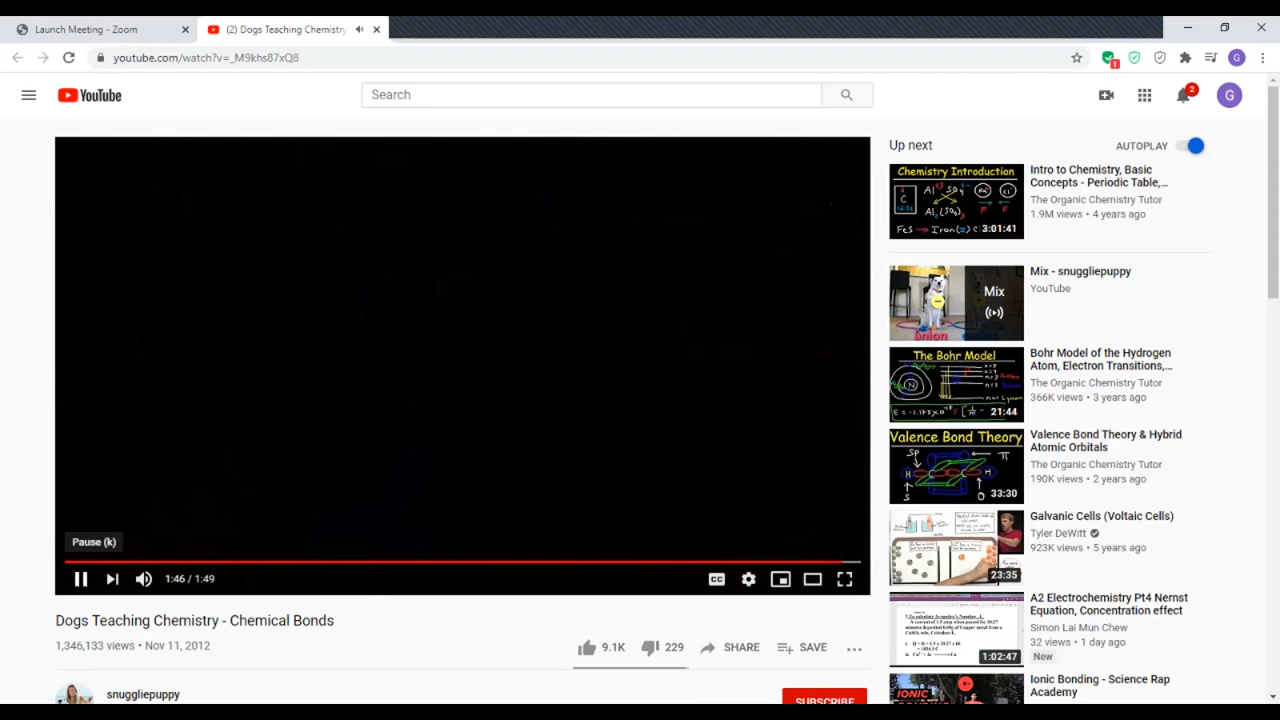 Launch Meeting - Zoom
(2) Dogs Teaching Chemistry
youtube.com/watch?v=_M9khs87xQ8
1
G
YouTube
Search
2
G
Up next
AUTOPLAY
Chemistry Introduction
3:01:41
Intro to Chemistry, Basic
Concepts - Periodic Table,...
The Organic Chemistry Tutor
1.9M views • 4 years ago
Mix
anion
Mix - snuggliepuppy
YouTube
The Bohr Model
21:44
Bohr Model of the Hydrogen
Atom, Electron Transitions,...
The Organic Chemistry Tutor
366K views • 3 years ago
Valence Bond Theory
33:30
Valence Bond Theory & Hybrid
Atomic Orbitals
The Organic Chemistry Tutor
190K views • 2 years ago
23:35
Galvanic Cells (Voltaic Cells)
Tyler DeWitt
923K views • 5 years ago
1:02:47
A2 Electrochemistry Pt4 Nernst
Equation, Concentration effect
Simon Lai Mun Chew
32 views • 1 day ago
New
IONIC
Ionic Bonding - Science Rap
Academy
Pause (k)
1:46 / 1:49
CC
Dogs Teaching Chemistry - Chemical Bonds
1,346,133 views • Nov 11, 2012
9.1K
229
SHARE
SAVE
snuggliepuppy
SUBSCRIBE